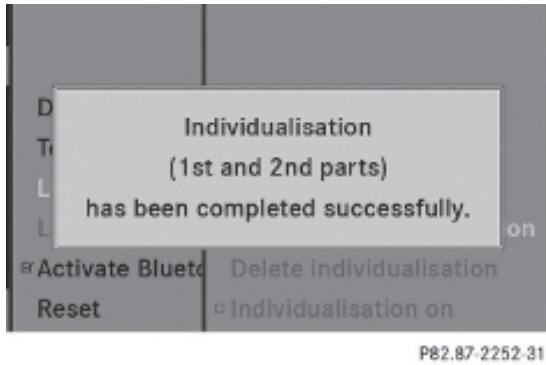 Individualisation
(1st and 2nd parts)
has been completed successfully.
on
Activate Blueto
Delete individualisation
Reset
Individualisation on
P82.87-2252-31